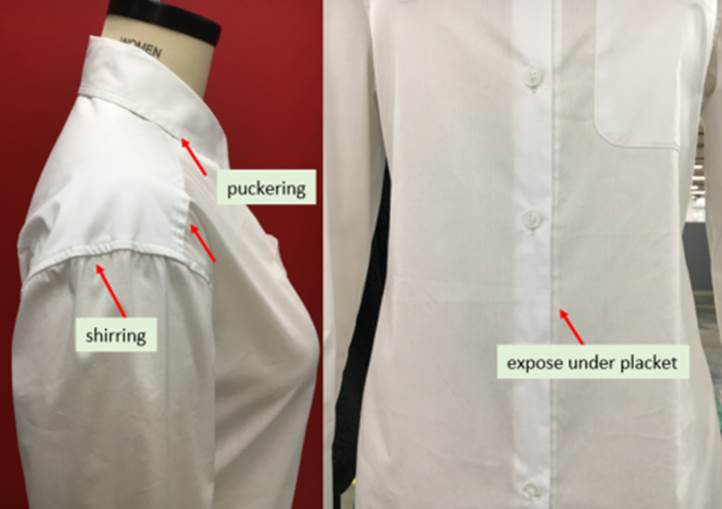 WOMEN
puckering
shirring
expose under placket